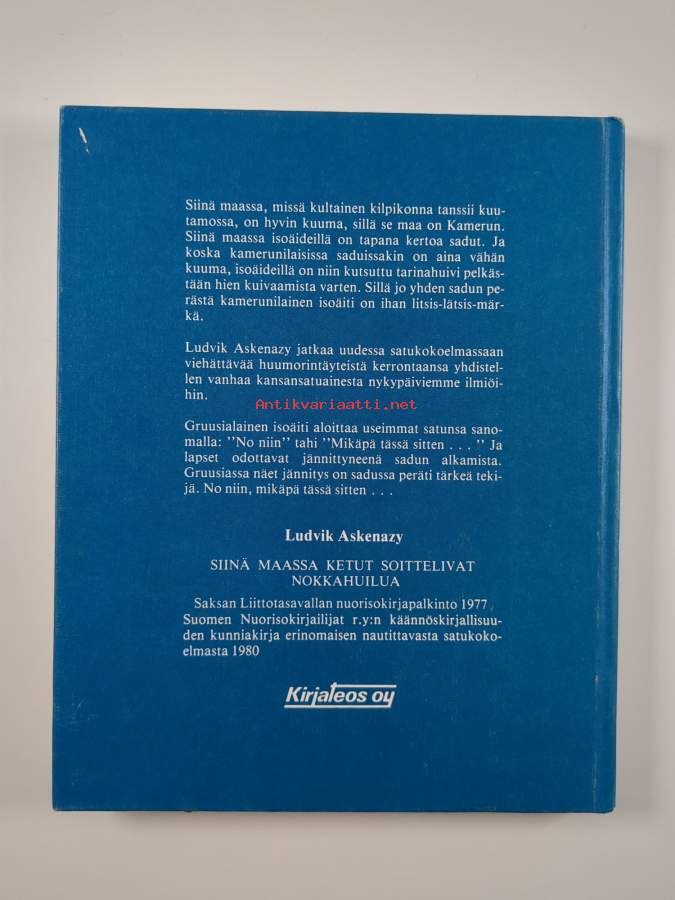 Siinä maassa, missä kultainen kilpikonna tanssii kuu-
tamossa, on hyvin kuuma, sillä se maa on Kamerun.
Siinä maassa isoäideillä on tapana kertoa sadut. Ja
koska kamerunilaisissa saduissakin on aina vähän
kuuma, isoäideillä on niin kutsuttu tarinahuivi pelkäs-
tään hien kuivaamista varten. Sillä jo yhden sadun pe-
rästä kamerunilainen isoäiti on ihan litsis-lätsis-mär-
kä.
Ludvik Askenazy jatkaa uudessa satukokoelmassaan
viehättävää huumorintäyteistä kerrontaansa yhdistel-
len vanhaa kansansatuainesta nykypäiviemme ilmiöi-
hin.
Antikvariaatti.net
Gruusialainen isoäiti aloittaa useimmat satunsa sano-
malla: "No niin" tahi "Mikäpä tässä sitten . . . " Ja
lapset odottavat jännittyneenä sadun alkamista.
Gruusiassa näet jännitys on sadussa peräti tärkeä teki-
jä. No niin, mikäpä tässä sitten . . .
Ludvik Askenazy
SIINÄ MAASSA KETUT SOITTELIVAT
NOKKAHUILUA
Saksan Liittotasavallan nuorisokirjapalkinto 1977
Suomen Nuorisokirjailijat r.y:n käännöskirjallisuu-
den kunniakirja erinomaisen nautittavasta satukoko-
elmasta 1980
Kirjateos oy